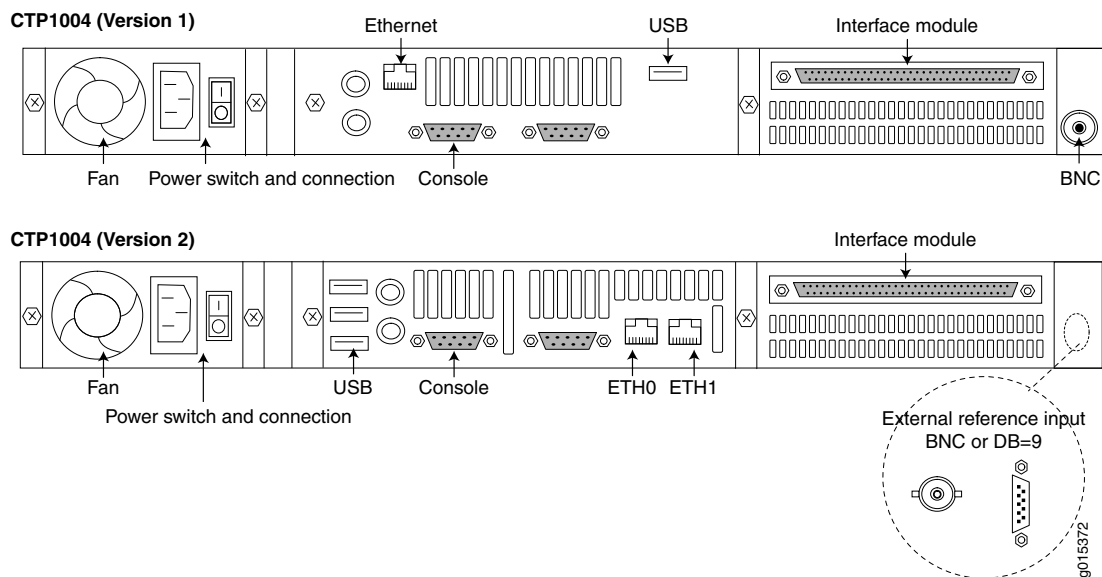 CTP1004 (Version 1)
Ethernet
USB
Interface module
Fan
Power switch and connection
Console
BNC
CTP1004 (Version 2)
Interface module
Fan
Power switch and connection
USB
Console
ETH0
ETH1
External reference input
BNC or DB=9
g015372